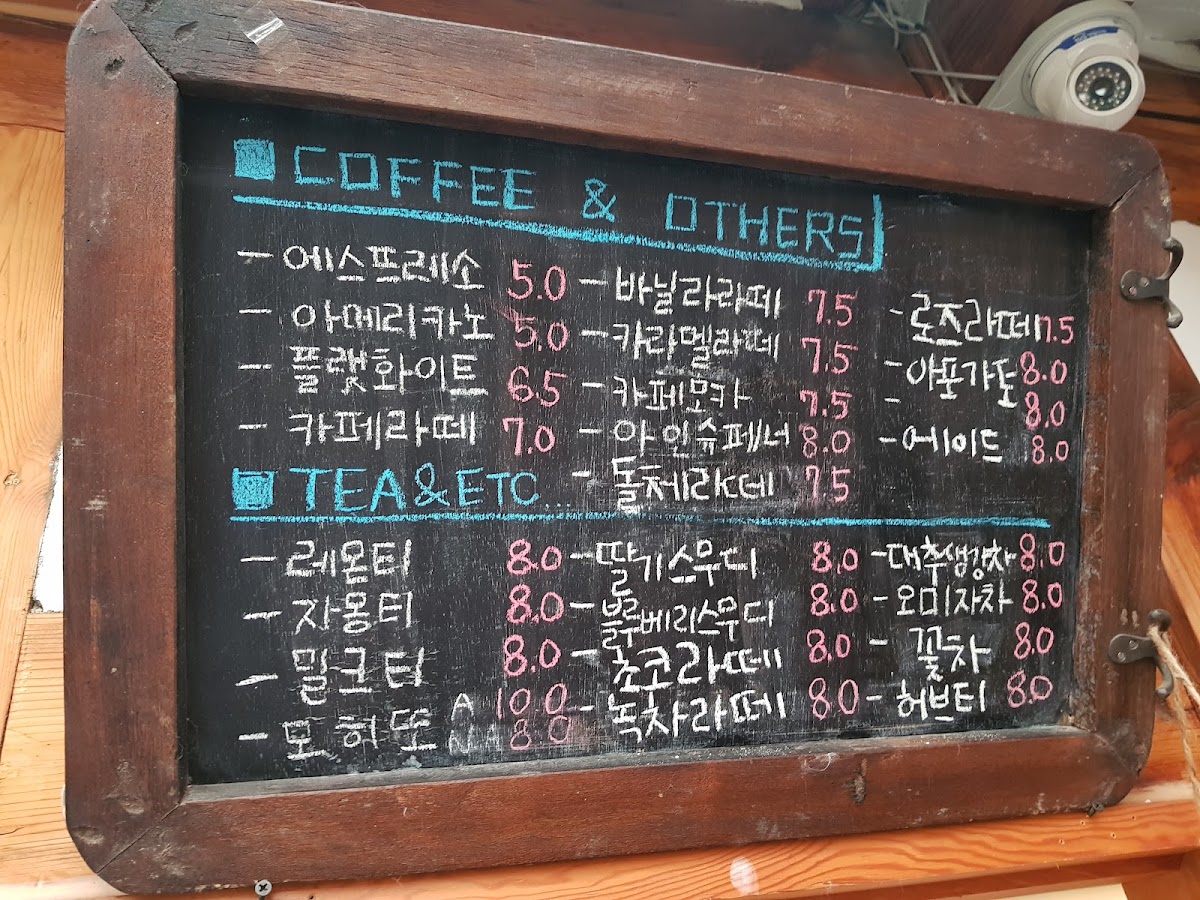 COFFEE & OTHERS
- 에스프레소 5.0
- 아메리카노 5.0
- 플랫화이트 6.5
- 카페라떼 7.0
- 바닐라라떼 7.5
- 카라멜라떼 7.5
- 카페모카 7.5
- 아인슈페너 8.0
- 돌체라떼 7.5
- 로즈라떼 7.5
- 아포가토 8.0
- 8.0
- 에이드 8.0
TEA & ETC...
- 레몬티 8.0
- 자몽티 8.0
- 밀크티 8.0
- 모히또 A 10.0
8.0
- 딸기스무디 8.0
- 블루베리스무디 8.0
- 초코라떼 8.0
- 녹차라떼 8.0
- 대추생강차 8.0
- 오미자차 8.0
- 꽃차 8.0
- 허브티 8.0